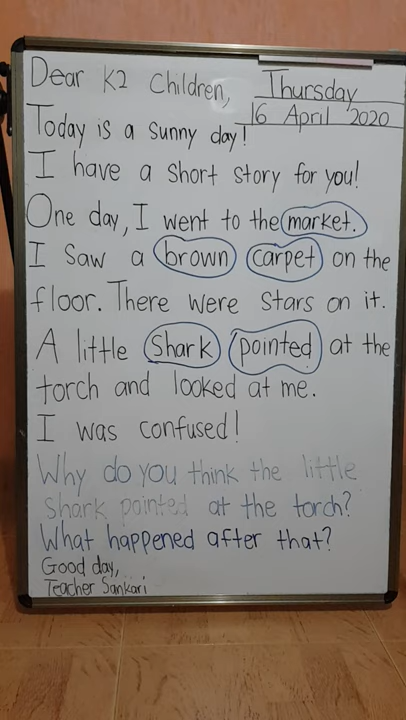 Dear K2 Children,
Thursday
16 April 2020
Today is a sunny day!
I have a short story for you!
One day, I went to the market.
I saw a brown carpet on the
floor. There were stars on it.
A little shark pointed at the
torch and looked at me.
I was confused!
Why do you think the little
shark pointed at the torch?
What happened after that?
Good day,
Teacher Sankari